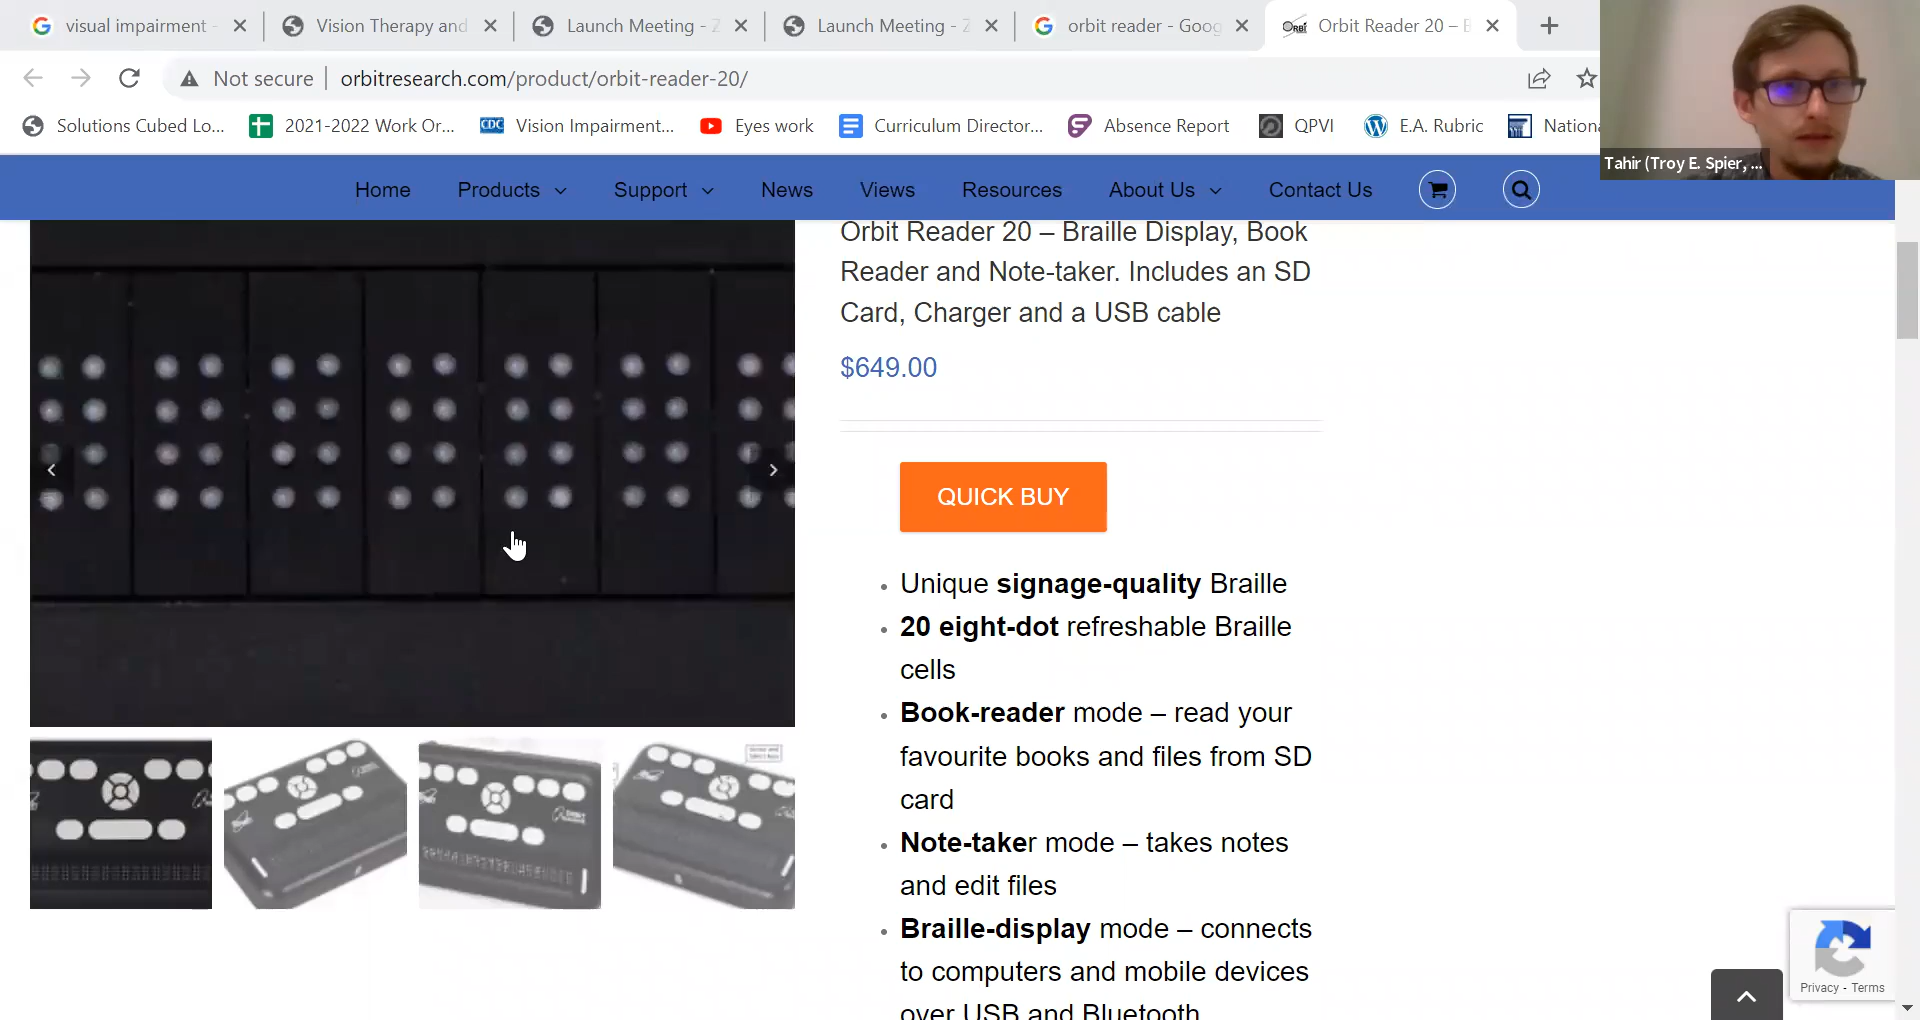 visual impairment -
Vision Therapy and
Launch Meeting - Z
Launch Meeting - Z
orbit reader - Goog
Orbit Reader 20 – B
Not secure
orbitresearch.com/product/orbit-reader-20/
Solutions Cubed Lo...
2021-2022 Work Or...
CDC
Vision Impairment...
Eyes work
Curriculum Director...
Absence Report
QPVI
E.A. Rubric
Nationa
Tahir (Troy E. Spier, ...
Home
Products
Support
News
Views
Resources
About Us
Contact Us
Orbit Reader 20 – Braille Display, Book
Reader and Note-taker. Includes an SD
Card, Charger and a USB cable
$649.00
QUICK BUY
Unique signage-quality Braille
20 eight-dot refreshable Braille
cells
Book-reader mode – read your
favourite books and files from SD
card
Note-taker mode – takes notes
and edit files
Braille-display mode – connects
to computers and mobile devices
over USB and Bluetooth
Privacy - Terms